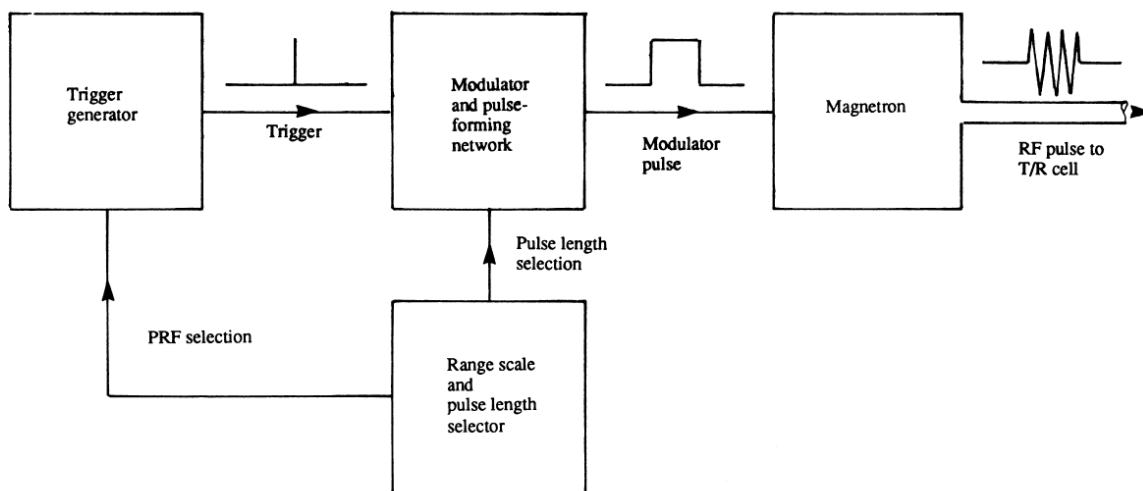 Trigger
generator
Trigger
Modulator
and pulse-
forming
network
Modulator
pulse
Magnetron
RF pulse to
T/R cell
Pulse length
selection
PRF selection
Range scale
and
pulse length
selector